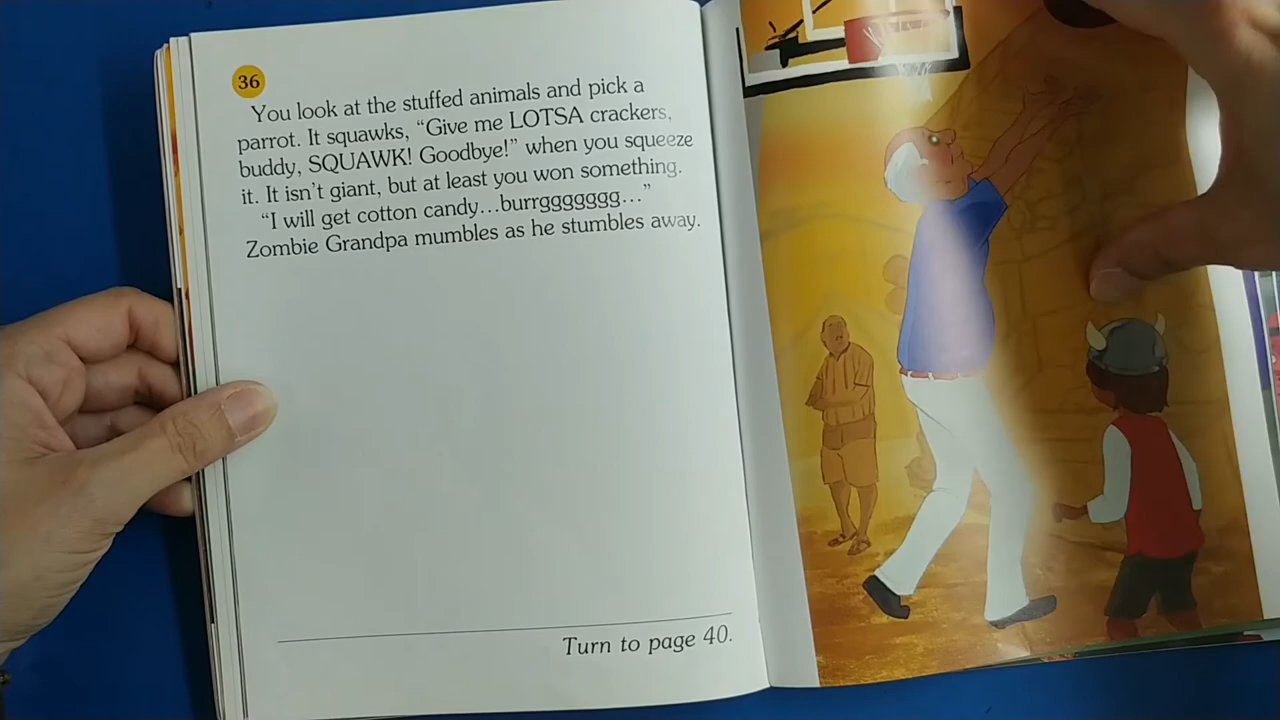 36
You look at the stuffed animals and pick a
parrot. It squawks, “Give me LOTSA crackers,
buddy, SQUAWK! Goodbye!” when you squeeze
it. It isn’t giant, but at least you won something.
“I will get cotton candy…burrggggggg…”
Zombie Grandpa mumbles as he stumbles away.
Turn to page 40.